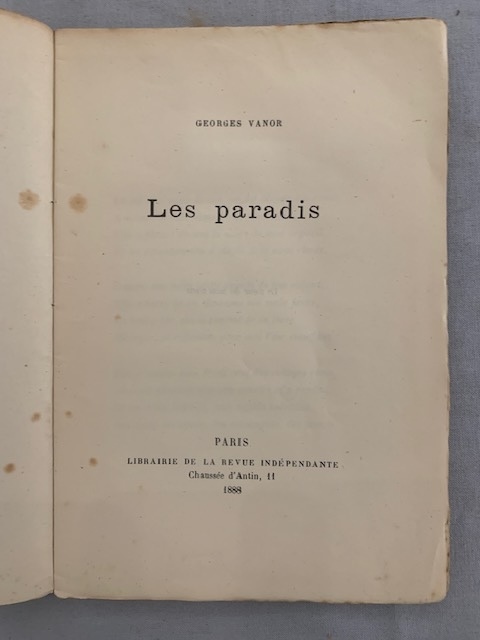 GEORGES VANOR
Les paradis
PARIS
LIBRAIRIE DE LA REVUE INDÉPENDANTE
Chaussée d'Antin, 11
1888